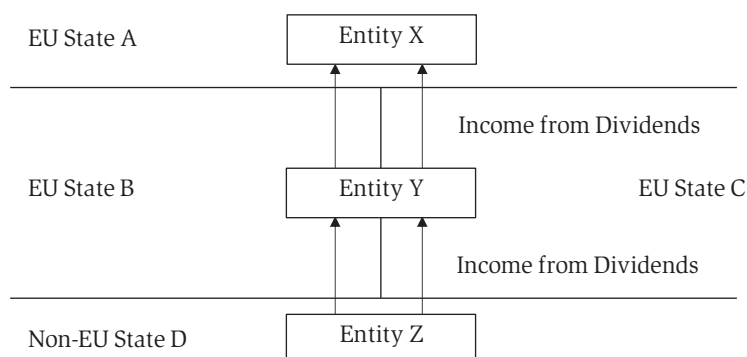 EU State A
Entity X
Income from Dividends
EU State B
Entity Y
EU State C
Income from Dividends
Non-EU State D
Entity Z